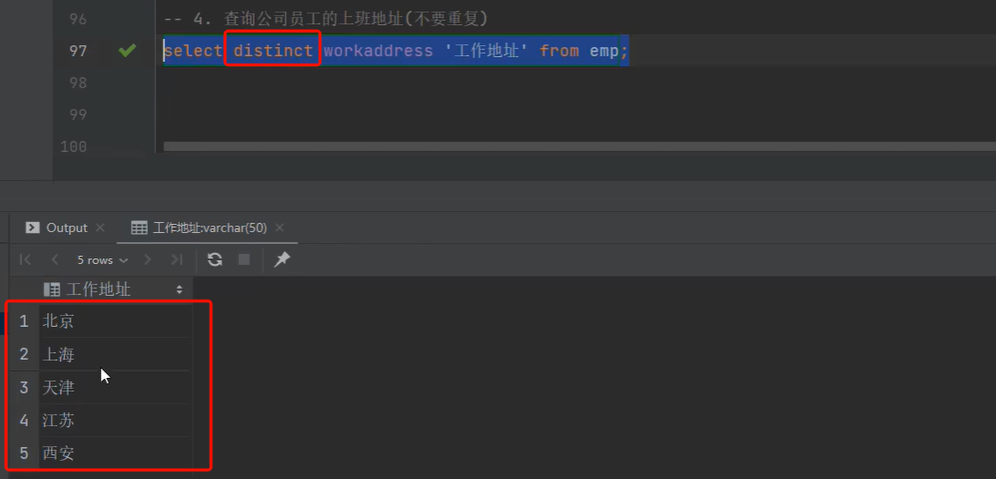 96 -- 4. 查询公司员工的上班地址(不要重复)
97 select distinct workaddress '工作地址' from emp;
98
99
100
Output 工作地址:varchar(50)
5 rows
工作地址
1 北京
2 上海
3 天津
4 江苏
5 西安